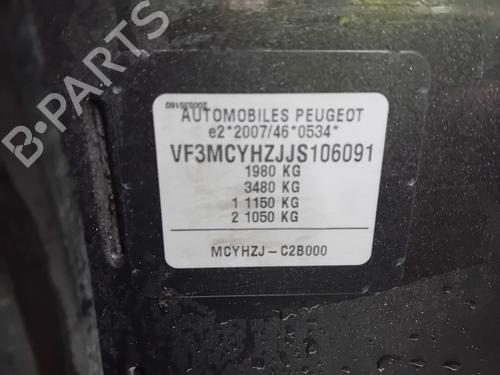 AUTOMOBILES PEUGEOT
e2*2007/46*0534*
VF3MCYHZJJS106091
1980 KG
3480 KG
1 1150 KG
2 1050 KG
MCYHZJ-C2B000
B-PARTS